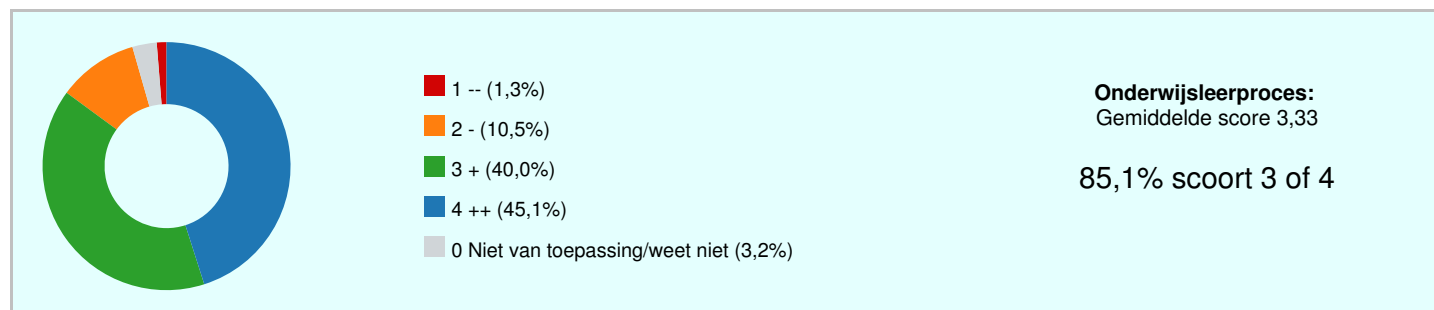 1 -- (1,3%)
2 - (10,5%)
3 + (40,0%)
4 ++ (45,1%)
0 Niet van toepassing/weet niet (3,2%)
Onderwijsleerproces:
Gemiddelde score 3,33
85,1% scoort 3 of 4